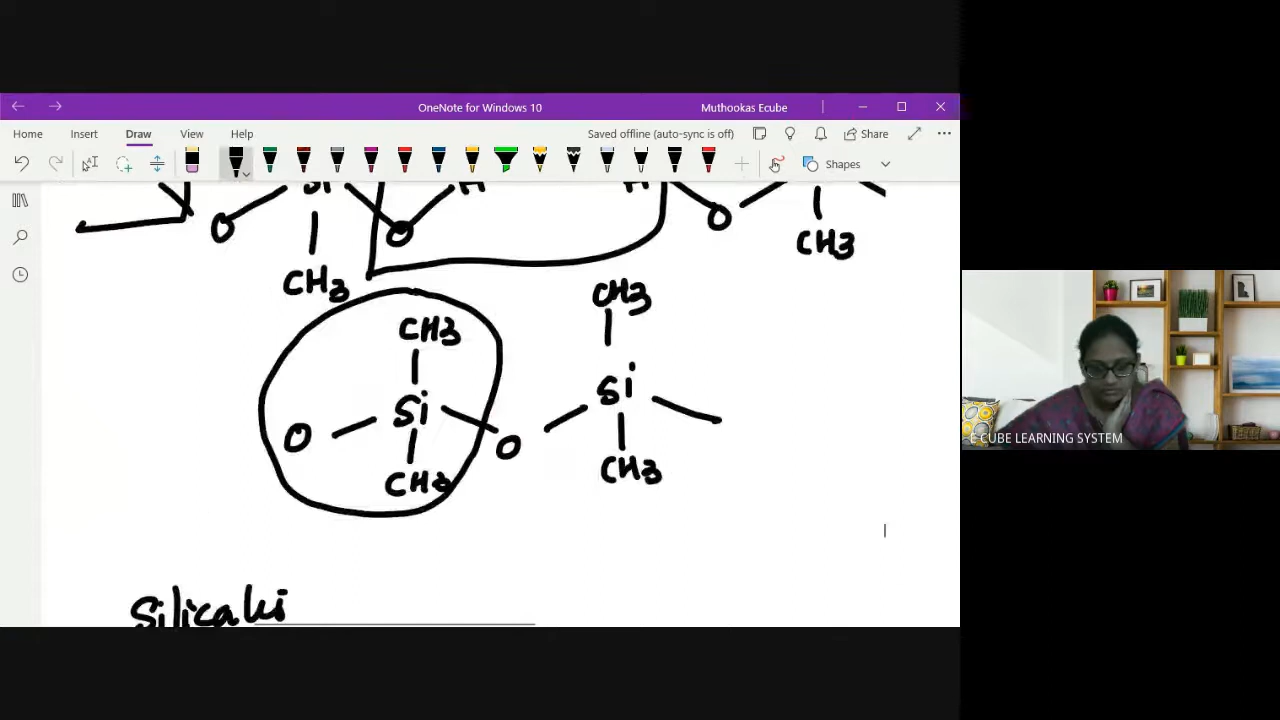 OneNote for Windows 10
Muthookas Ecube
Home Insert Draw View Help
Saved offline (auto-sync is off)
Share
Shapes
Si H H
O O O
CH3
CH3
CH3
CH3
Si
Si
O
O
CH3
CH3
E CUBE LEARNING SYSTEM